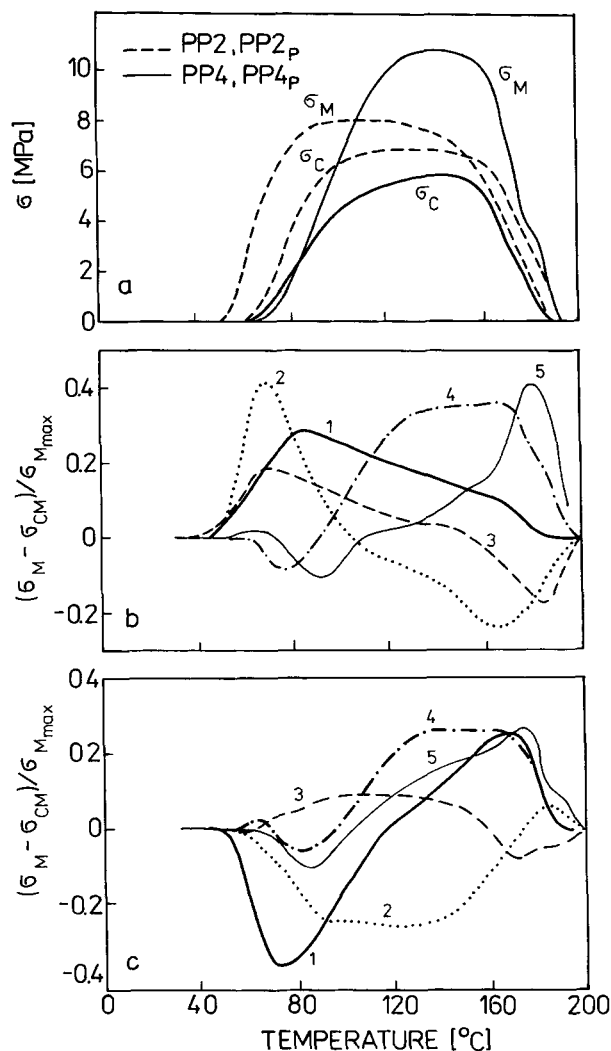 PP2, PP2p
PP4, PP4p
10
8
6
4
2
0
σ [MPa]
σM
σM
σC
σC
a
0.4
0.2
0
-0.2
(σM - σCM)/σMmax
2
1
4
5
3
b
0.4
0.2
0
-0.2
-0.4
(σM - σCM)/σMmax
4
5
3
2
1
c
0 40 80 120 160 200
TEMPERATURE [°C]